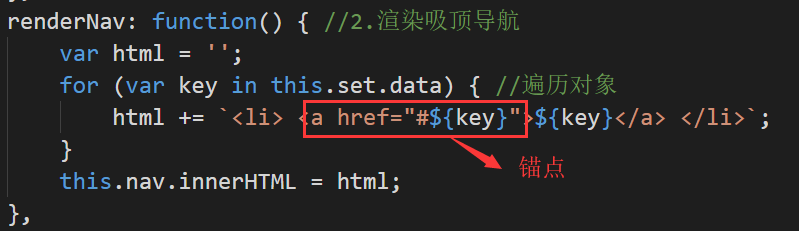 renderNav: function() { //2.渲染吸顶导航
var html = '';
for (var key in this.set.data) { //遍历对象
html += `<li> <a href="#${key}">${key}</a> </li>`;
}
this.nav.innerHTML = html;
},
锚点